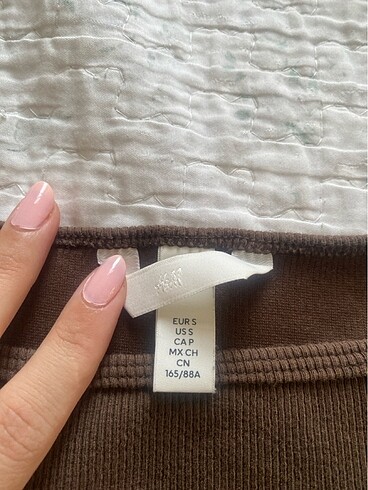 EUR S
US S
CA P
MX CH
CN
165/88A